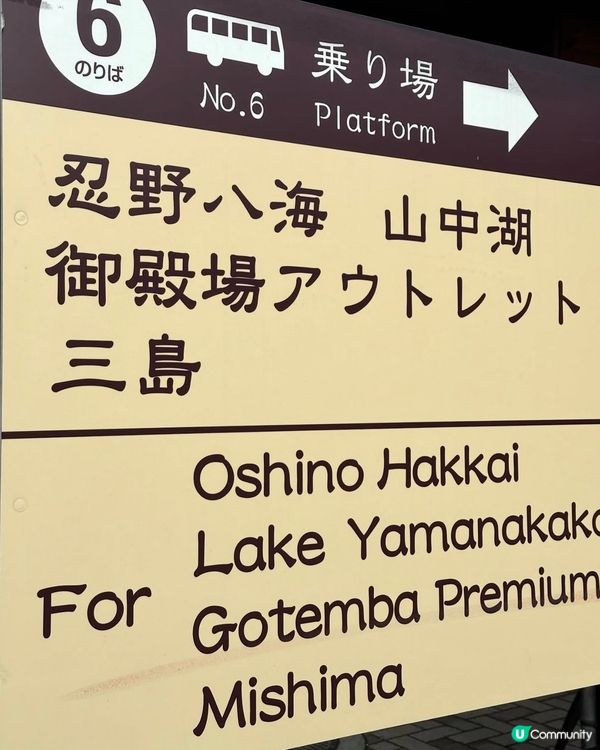 6
のりば
No.6
乗り場
Platform
忍野八海 山中湖
御殿場アウトレット
三島
For
Oshino Hakkai
Lake Yamanakako
Gotemba Premium
Mishima
U Community